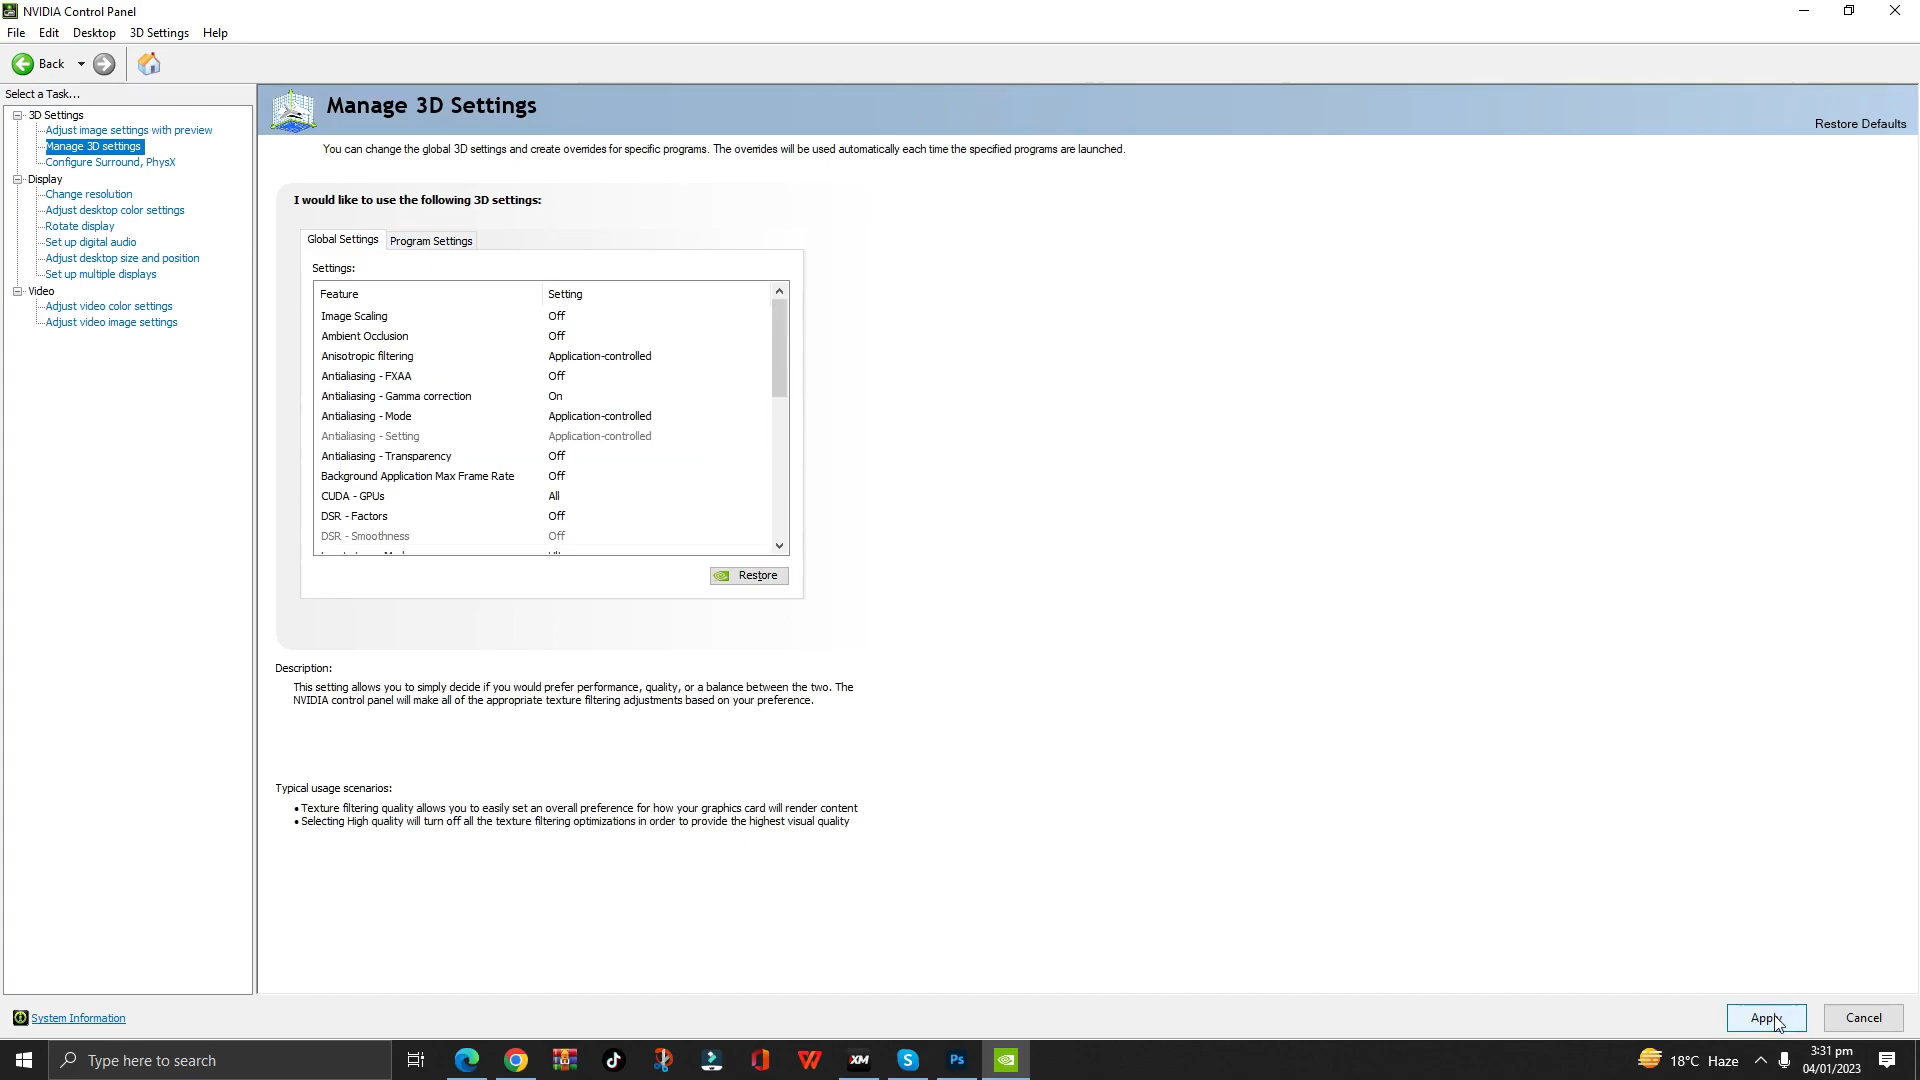 NVIDIA Control Panel
File Edit Desktop 3D Settings Help
Back
Select a Task...
3D Settings
Adjust image settings with preview
Manage 3D settings
Configure Surround, PhysX
Display
Change resolution
Adjust desktop color settings
Rotate display
Set up digital audio
Adjust desktop size and position
Set up multiple displays
Video
Adjust video color settings
Adjust video image settings
System Information
Manage 3D Settings
Restore Defaults
You can change the global 3D settings and create overrides for specific programs. The overrides will be used automatically each time the specified programs are launched.
I would like to use the following 3D settings:
Global Settings Program Settings
Settings:
Feature Setting
Image Scaling Off
Ambient Occlusion Off
Anisotropic filtering Application-controlled
Antialiasing - FXAA Off
Antialiasing - Gamma correction On
Antialiasing - Mode Application-controlled
Antialiasing - Setting Application-controlled
Antialiasing - Transparency Off
Background Application Max Frame Rate Off
CUDA - GPUs All
DSR - Factors Off
DSR - Smoothness Off
Restore
Description:
This setting allows you to simply decide if you would prefer performance, quality, or a balance between the two. The
NVIDIA control panel will make all of the appropriate texture filtering adjustments based on your preference.
Typical usage scenarios:
• Texture filtering quality allows you to easily set an overall preference for how your graphics card will render content
• Selecting High quality will turn off all the texture filtering optimizations in order to provide the highest visual quality
Apply Cancel
Type here to search
XM
S
Ps
18°C Haze
3:31 pm
04/01/2023